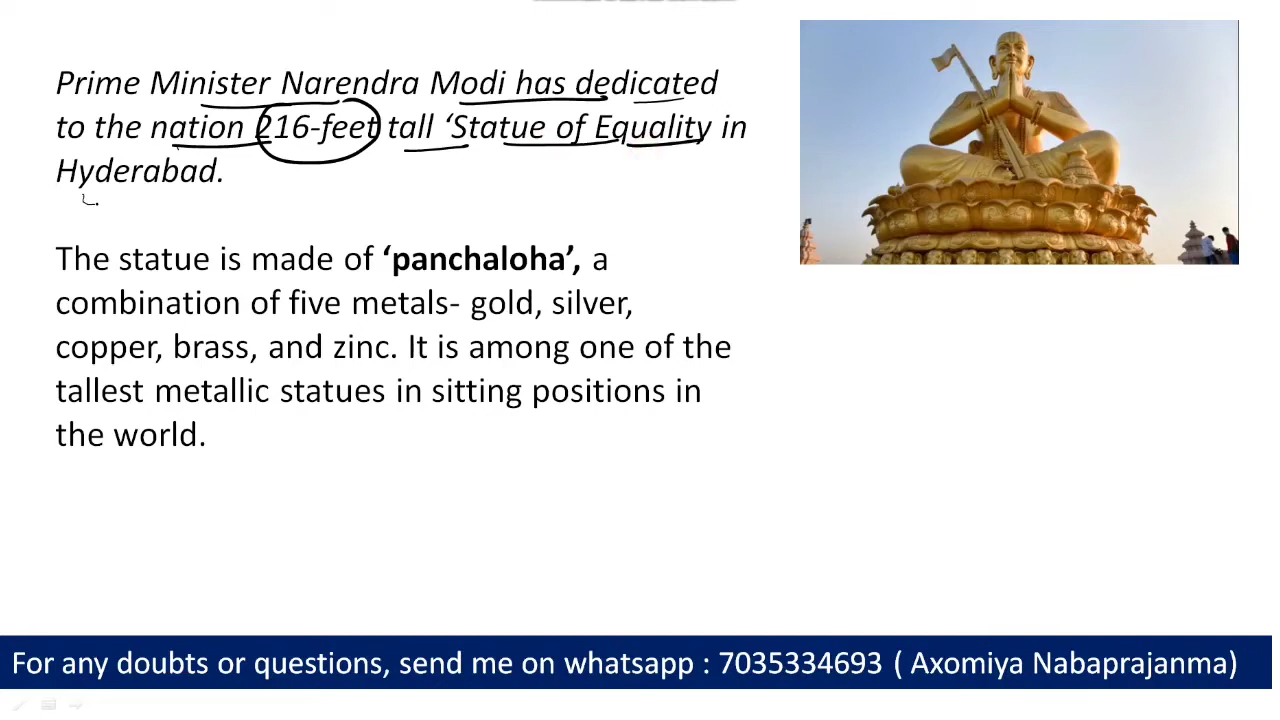 Prime Minister Narendra Modi has dedicated
to the nation 216-feet tall ‘Statue of Equality in
Hyderabad.
The statue is made of ‘panchaloha’, a
combination of five metals- gold, silver,
copper, brass, and zinc. It is among one of the
tallest metallic statues in sitting positions in
the world.
For any doubts or questions, send me on whatsapp : 7035334693 ( Axomiya Nabaprajanma)